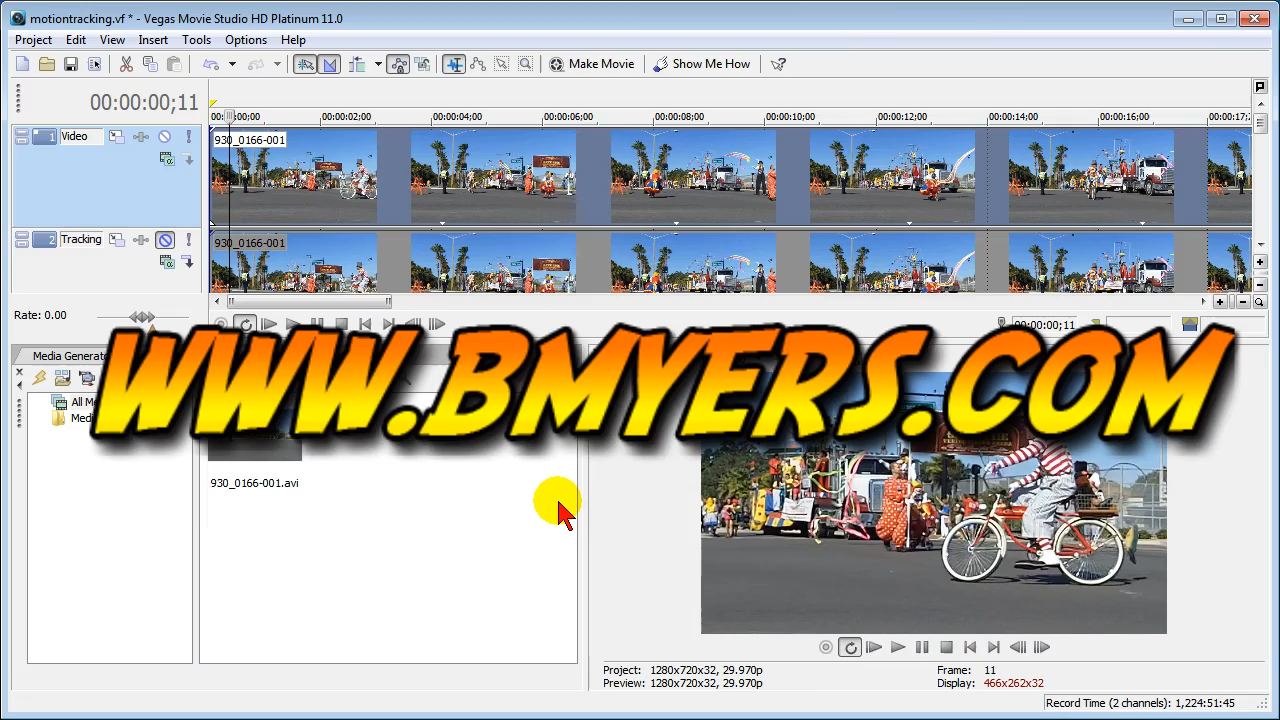 motiontracking.vf * - Vegas Movie Studio HD Platinum 11.0
Project Edit View Insert Tools Options Help
Make Movie Show Me How
00:00:00;11
00:00:02;00 00:00:04;00 00:00:06;00 00:00:08;00 00:00:10;00 00:00:12;00 00:00:14;00 00:00:16;00
1 Video
930_0166-001
2 Tracking
930_0166-001
Rate: 0.00
00:00:00;11
WWW.BMYERS.COM
930_0166-001.avi
Project: 1280x720x32, 29.970p
Frame: 11
Preview: 1280x720x32, 29.970p
Display: 466x262x32
Record Time (2 channels): 1,224:51:45